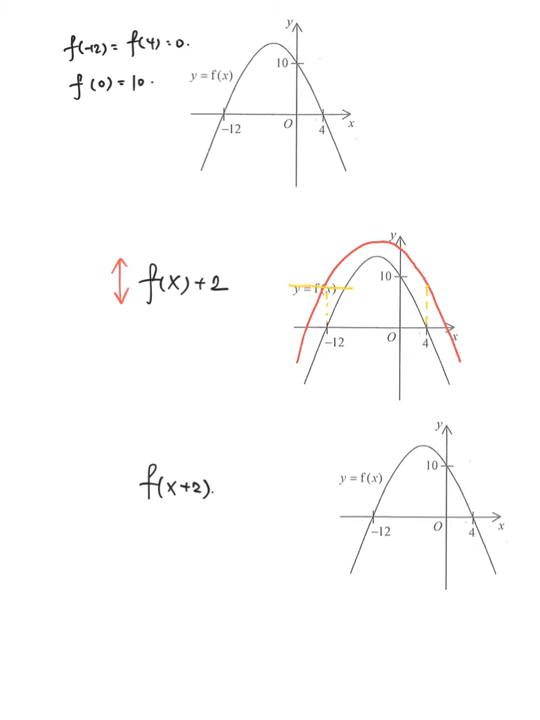 f(-12) = f(4) = 0.
f(0) = 10.
y
10
y = f(x)
-12
O
4
x
f(x) + 2
y
10
y = f(x)
-12
O
4
x
f(x+2).
y
10
y = f(x)
-12
O
4
x